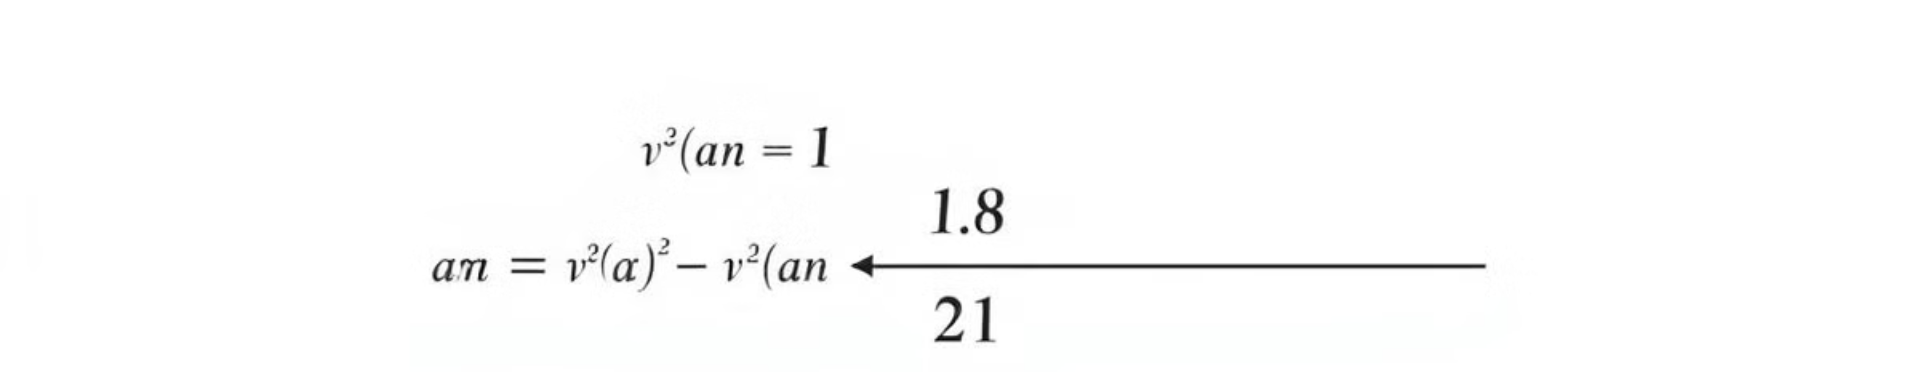 v²(an = 1
1.8
an = v²(α)² – v²(an
21